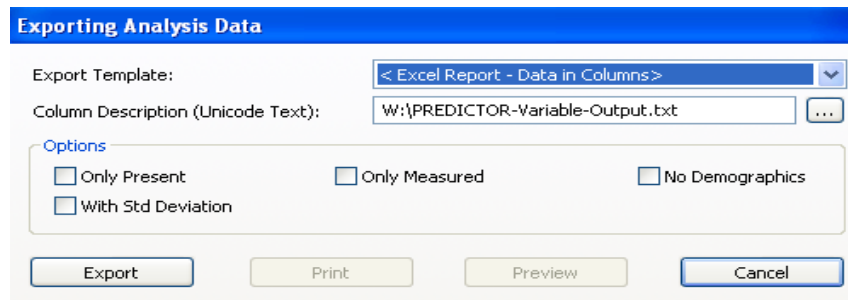 Exporting Analysis Data
Export Template: < Excel Report - Data in Columns>
Column Description (Unicode Text): W:\PREDICTOR-Variable-Output.txt ...
Options
Only Present Only Measured No Demographics
With Std Deviation
Export Print Preview Cancel